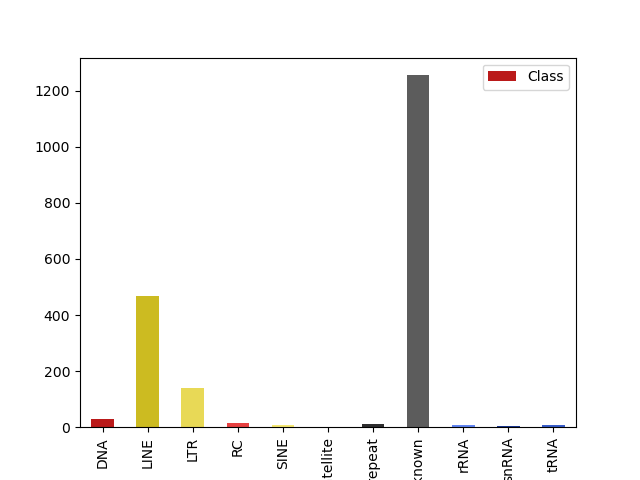 Class
1200
1000
800
600
400
200
0
DNA
LINE
LTR
RC
SINE
tellite
repeat
known
rRNA
snRNA
tRNA